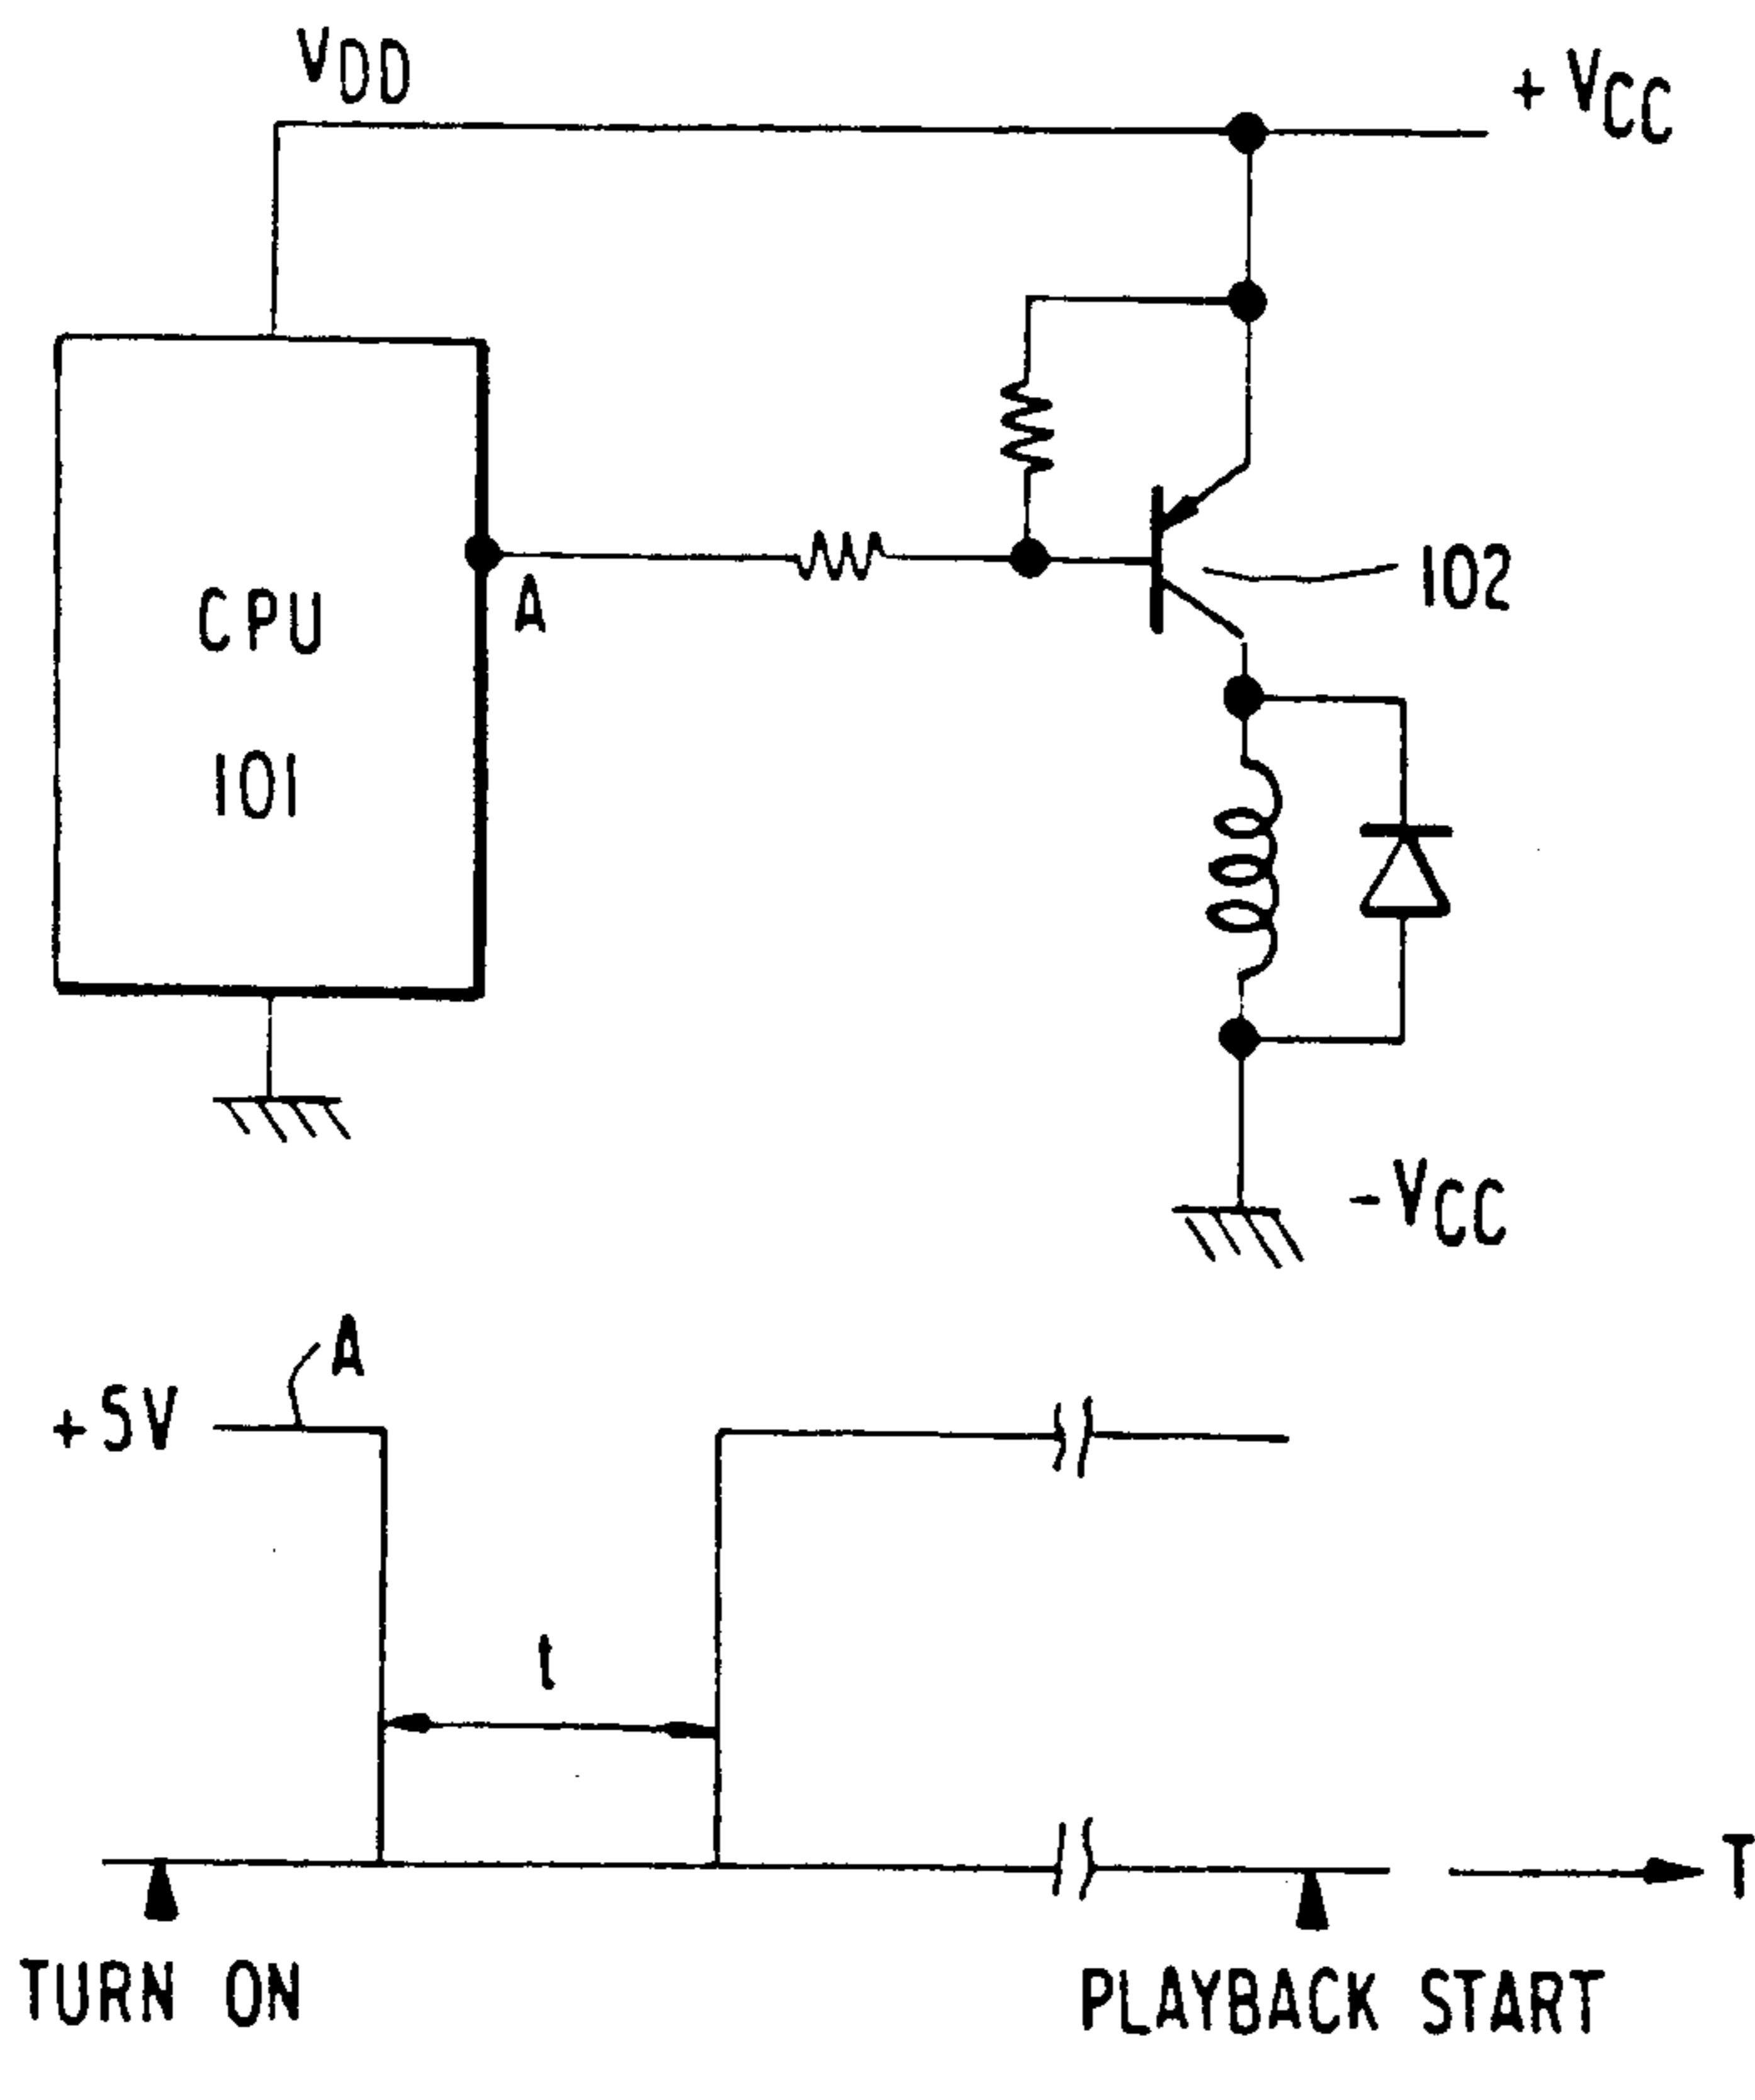 VDD
+ VCC
CPU
101
A
102
-VCC
A
+5V
t
T
TURN ON
PLAYBACK START